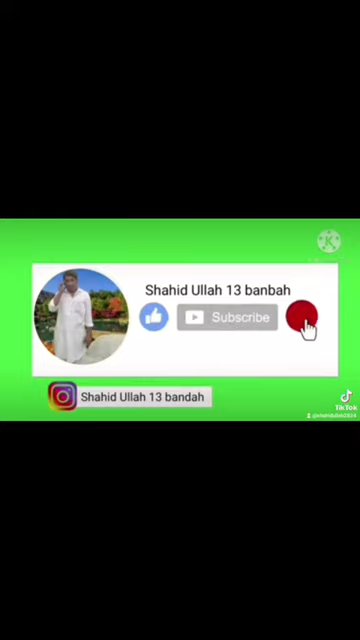 K
Shahid Ullah 13 banbah
Subscribe
Shahid Ullah 13 bandah
TikTok